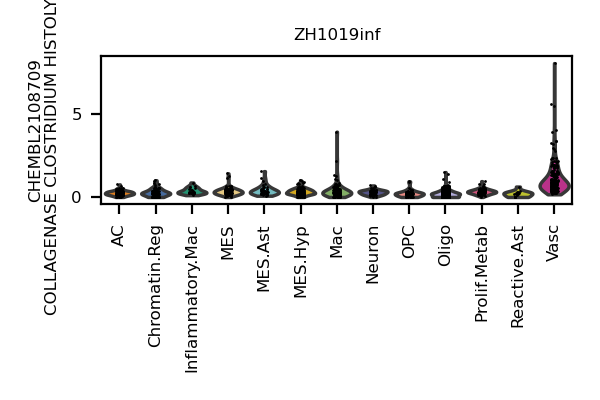 ZH1019inf
CHEMBL2108709
COLLAGENASE CLOSTRIDIUM HISTOLY
5
0
AC
Chromatin.Reg
Inflammatory.Mac
MES
MES.Ast
MES.Hyp
Mac
Neuron
OPC
Oligo
Prolif.Metab
Reactive.Ast
Vasc